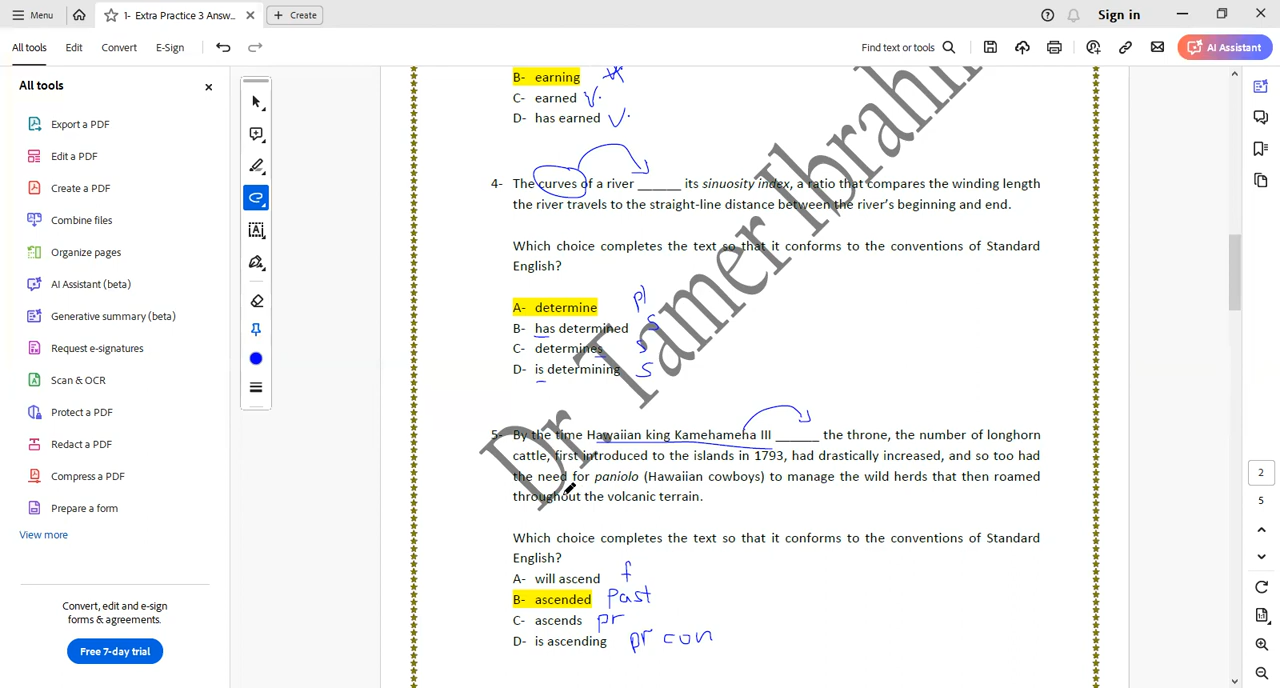 Menu
1- Extra Practice 3 Answ...
Create
Sign in
All tools
Edit
Convert
E-Sign
Find text or tools
AI Assistant
All tools
Export a PDF
Edit a PDF
Create a PDF
Combine files
Organize pages
AI Assistant (beta)
Generative summary (beta)
Request e-signatures
Scan & OCR
Protect a PDF
Redact a PDF
Compress a PDF
Prepare a form
View more
Convert, edit and e-sign
forms & agreements.
Free 7-day trial
B- earning
C- earned v.
D- has earned v.
4- The curves of a river ______ its sinuosity index, a ratio that compares the winding length
the river travels to the straight-line distance between the river's beginning and end.
Which choice completes the text so that it conforms to the conventions of Standard
English?
A- determine pl
B- has determined S
C- determines S
D- is determining S
5- By the time Hawaiian king Kamehameha III ______ the throne, the number of longhorn
cattle, first introduced to the islands in 1793, had drastically increased, and so too had
the need for paniolo (Hawaiian cowboys) to manage the wild herds that then roamed
throughout the volcanic terrain.
Which choice completes the text so that it conforms to the conventions of Standard
English?
A- will ascend f
B- ascended past
C- ascends pr
D- is ascending pr con
Dr. Tamer Ibrahim
2
5